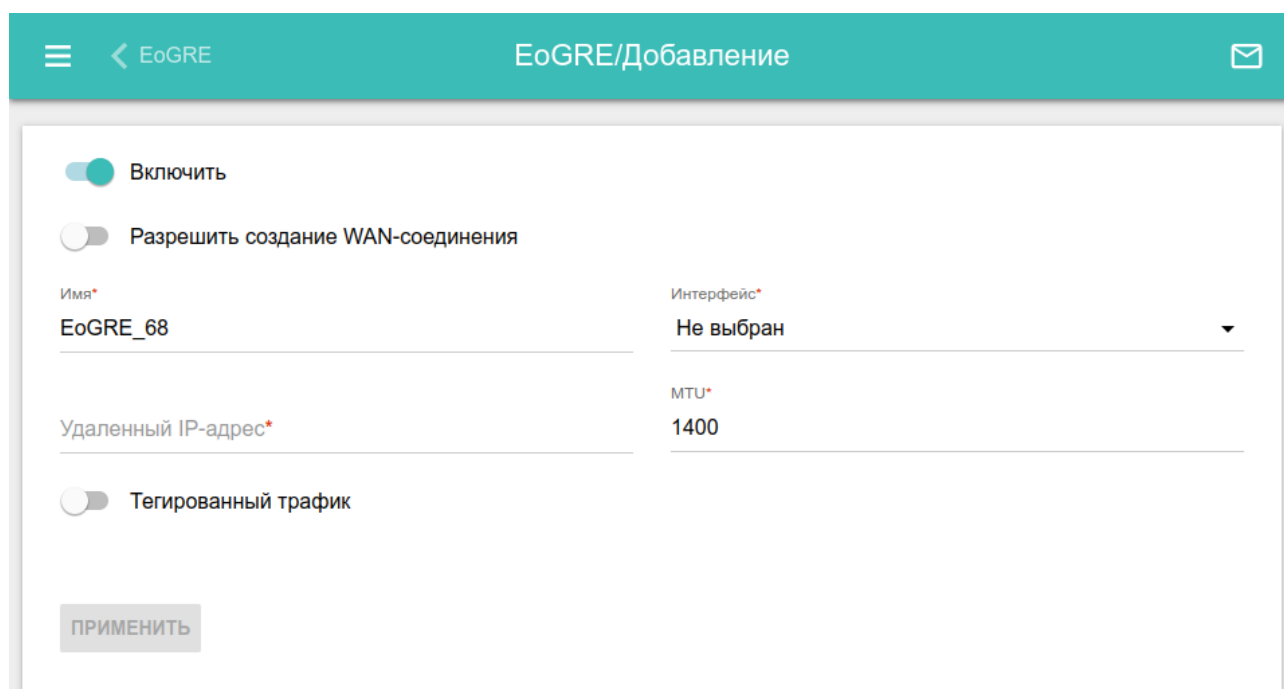 EoGRE
EoGRE/Добавление
Включить
Разрешить создание WAN-соединения
Имя*
EoGRE_68
Интерфейс*
Не выбран
Удаленный IP-адрес*
MTU*
1400
Тегированный трафик
ПРИМЕНИТЬ